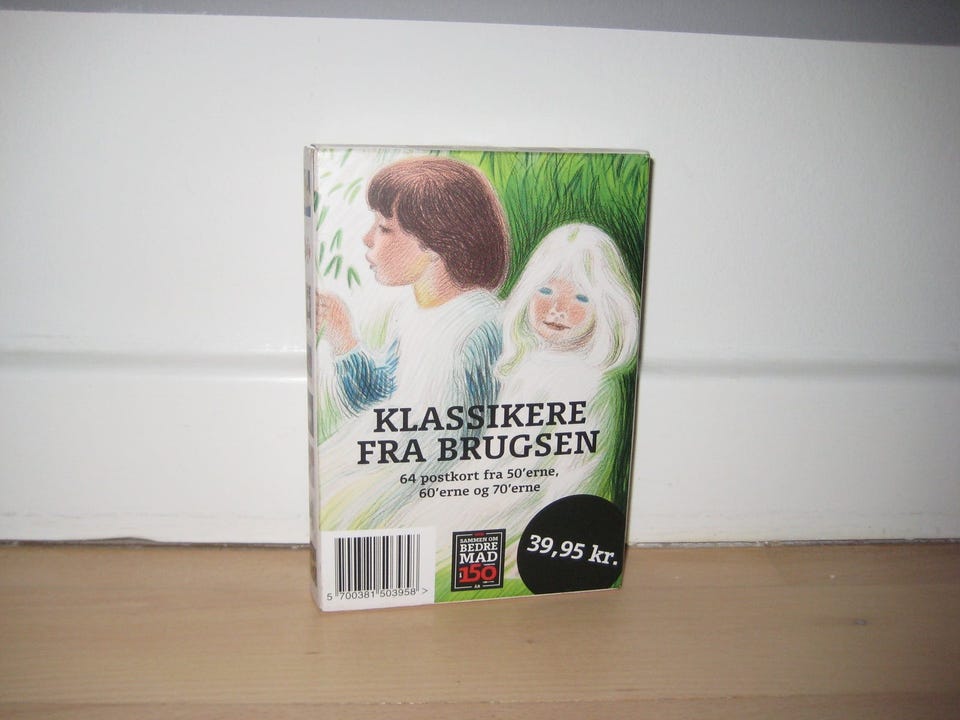 KLASSIKERE
FRA BRUGSEN
64 postkort fra 50'erne,
60'erne og 70'erne
39,95 kr.
SAMMEN OM
BEDRE
MAD
150
ÅR
5 700381 503958 >